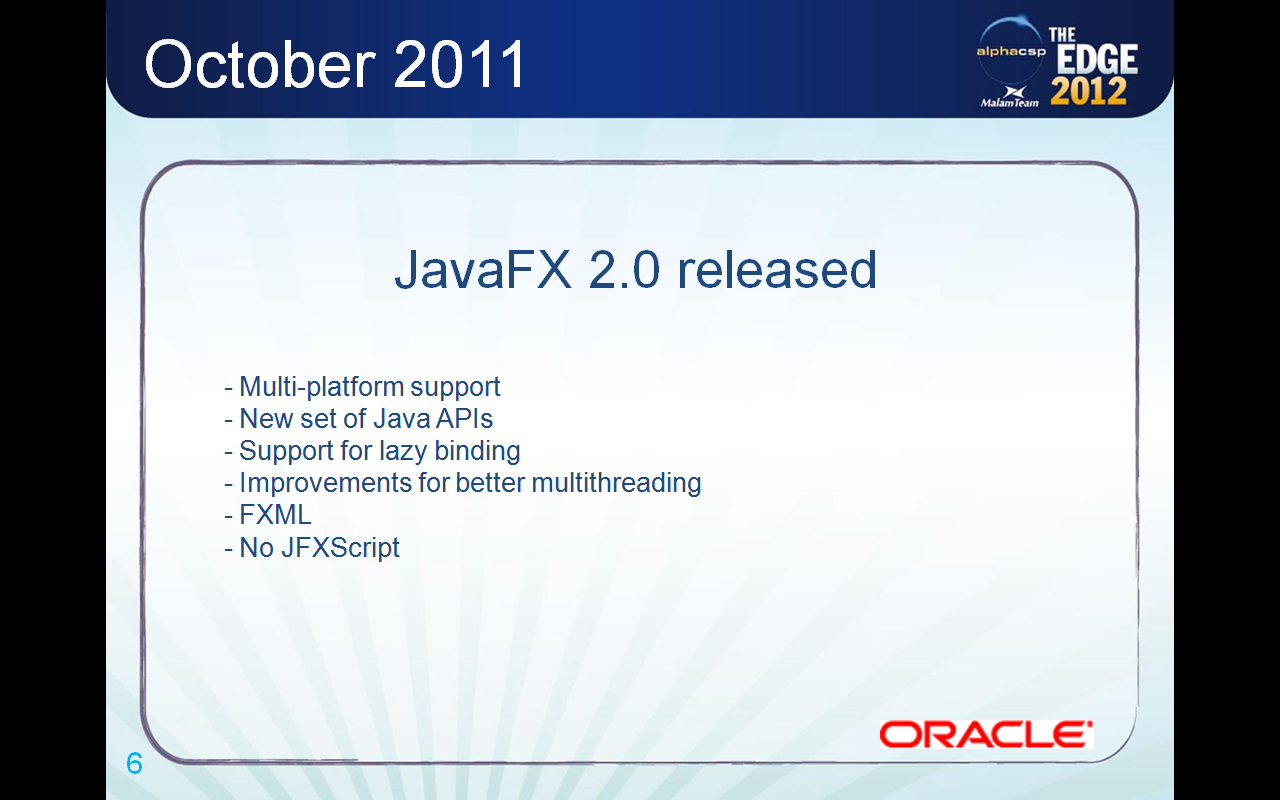 October 2011
alphacsp
MalamTeam
THE
EDGE
2012
JavaFX 2.0 released
- Multi-platform support
- New set of Java APIs
- Support for lazy binding
- Improvements for better multithreading
- FXML
- No JFXScript
ORACLE
6